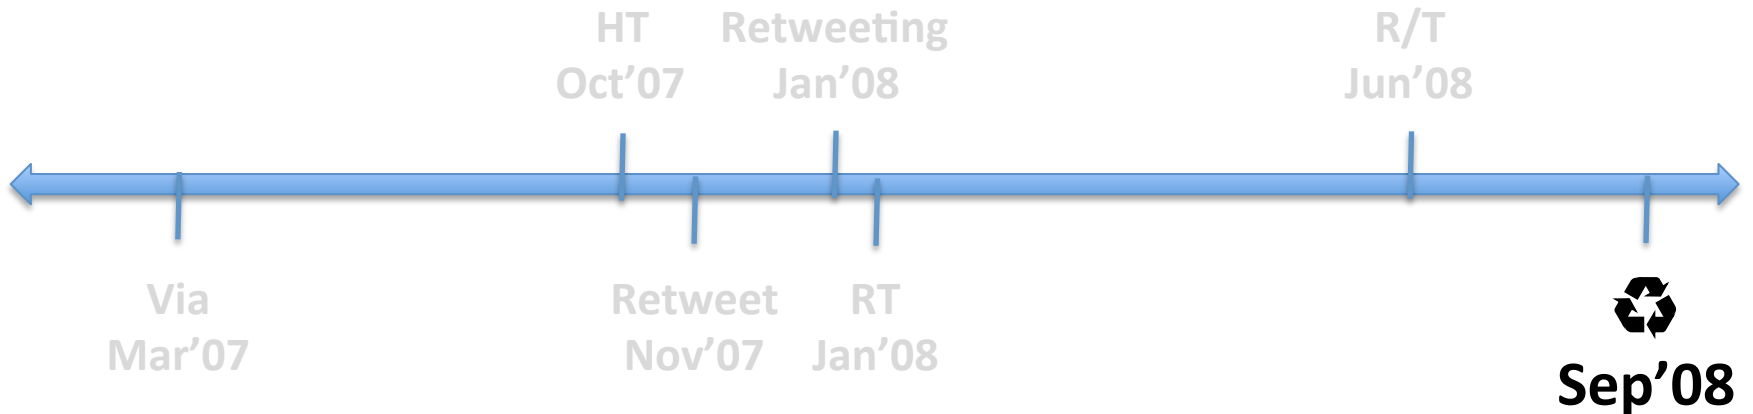 HT
Oct’07
Retweeting
Jan’08
R/T
Jun’08
Via
Mar’07
Retweet
Nov’07
RT
Jan’08
♻
Sep’08